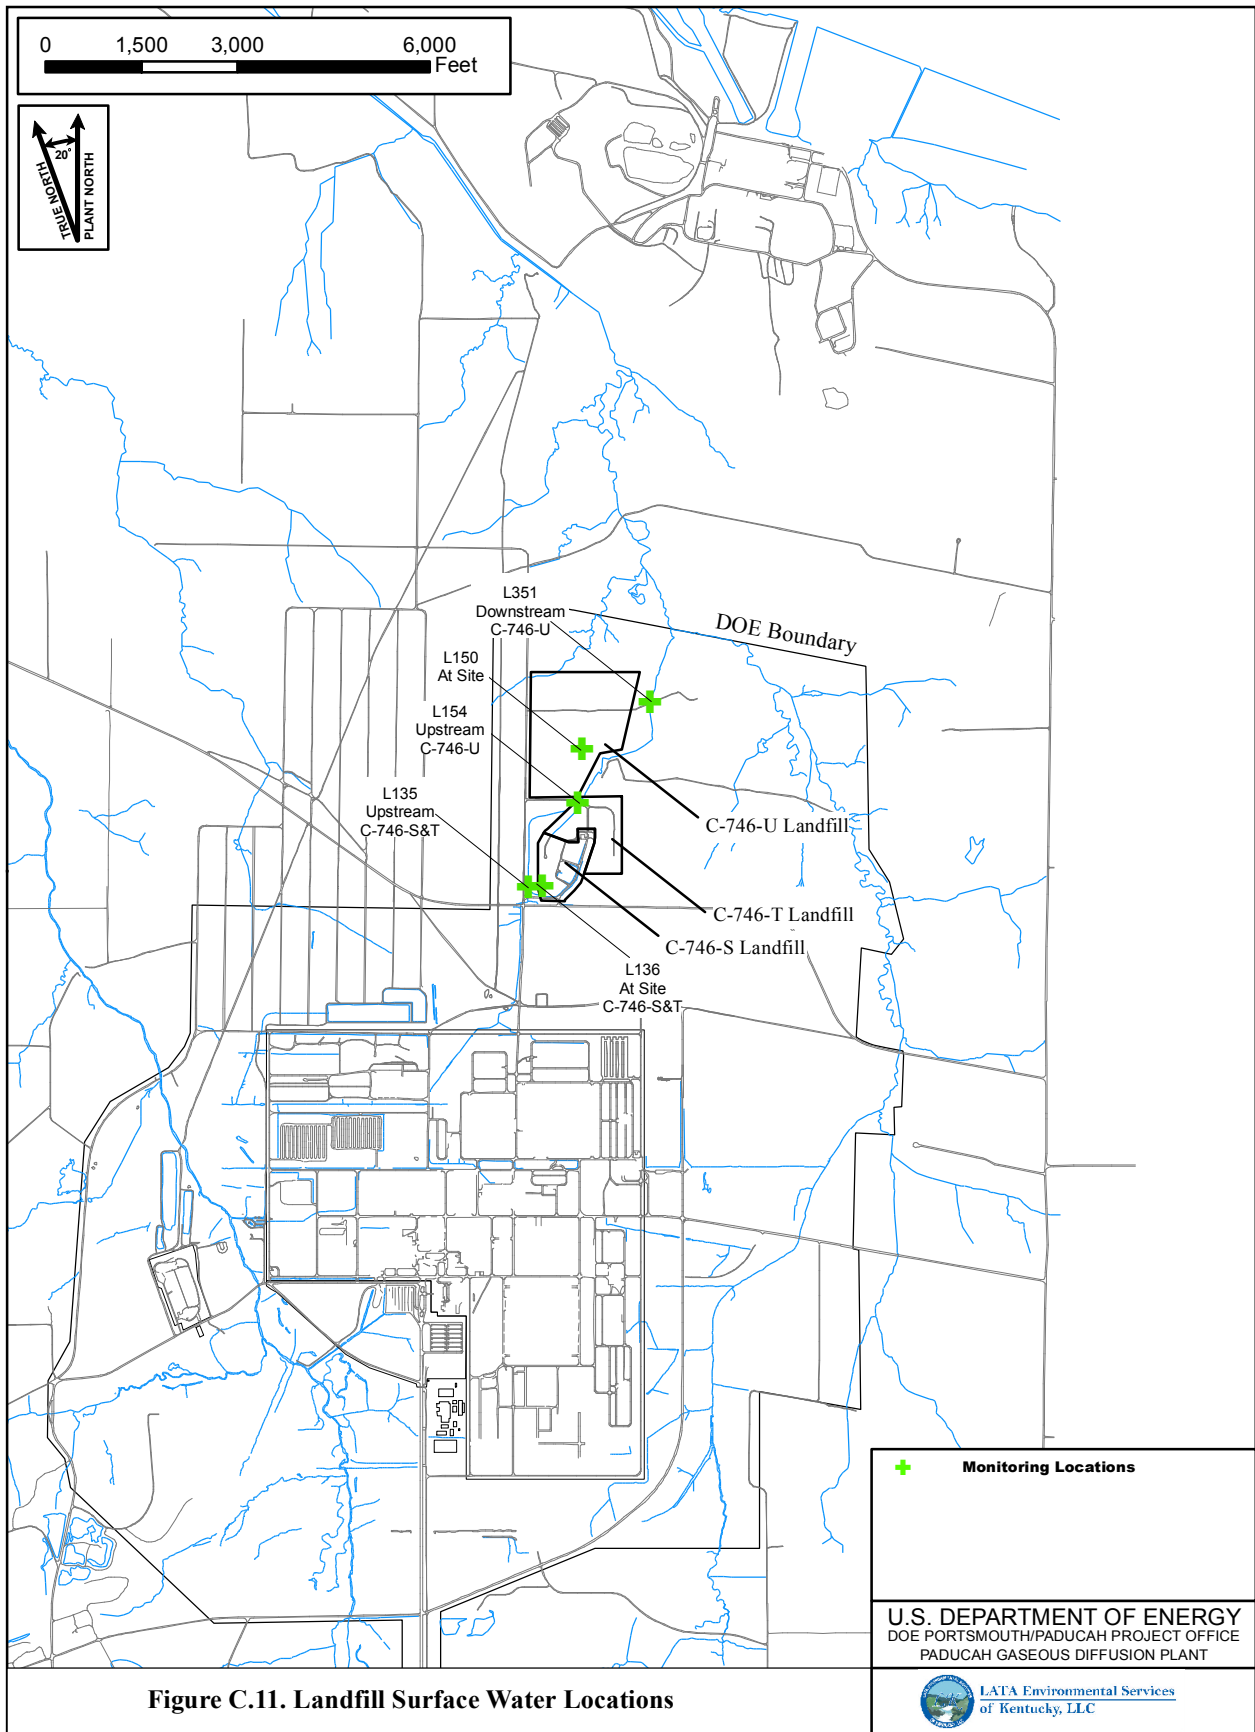 0 1,500 3,000 6,000
Feet
20°
TRUE NORTH
PLANT NORTH
L351
Downstream
C-746-U
DOE Boundary
L150
At Site
L154
Upstream
C-746-U
L135
Upstream
C-746-S&T
C-746-U Landfill
C-746-T Landfill
C-746-S Landfill
L136
At Site
C-746-S&T
Monitoring Locations
U.S. DEPARTMENT OF ENERGY
DOE PORTSMOUTH/PADUCAH PROJECT OFFICE
PADUCAH GASEOUS DIFFUSION PLANT
Figure C.11. Landfill Surface Water Locations
LATA Environmental Services
of Kentucky, LLC